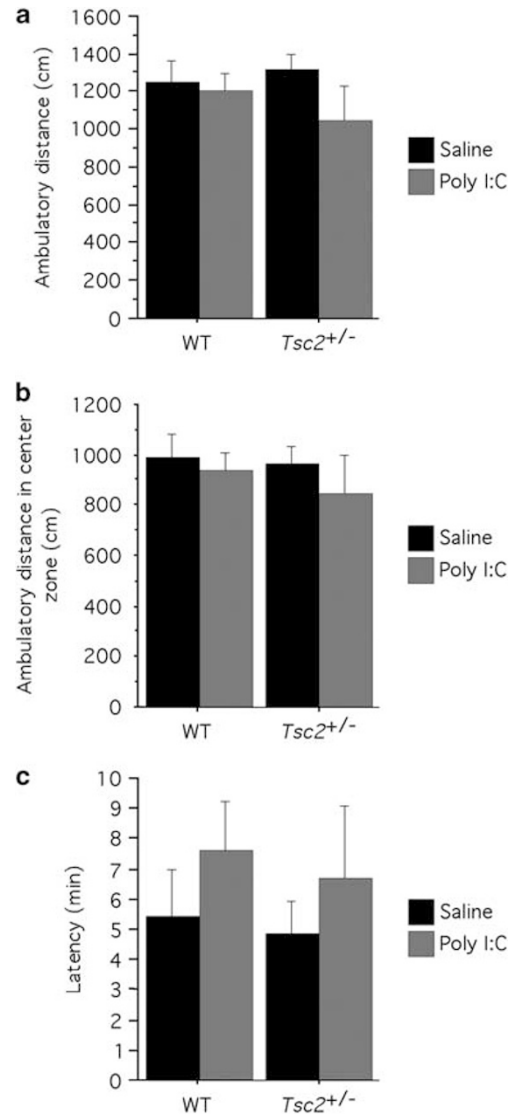 a
Ambulatory distance (cm)
1600
1400
1200
1000
800
600
400
200
0
WT
Tsc2+/-
Saline
Poly I:C
b
Ambulatory distance in center
zone (cm)
1200
1000
800
600
400
200
0
WT
Tsc2+/-
Saline
Poly I:C
c
Latency (min)
10
9
8
7
6
5
4
3
2
1
0
WT
Tsc2+/-
Saline
Poly I:C